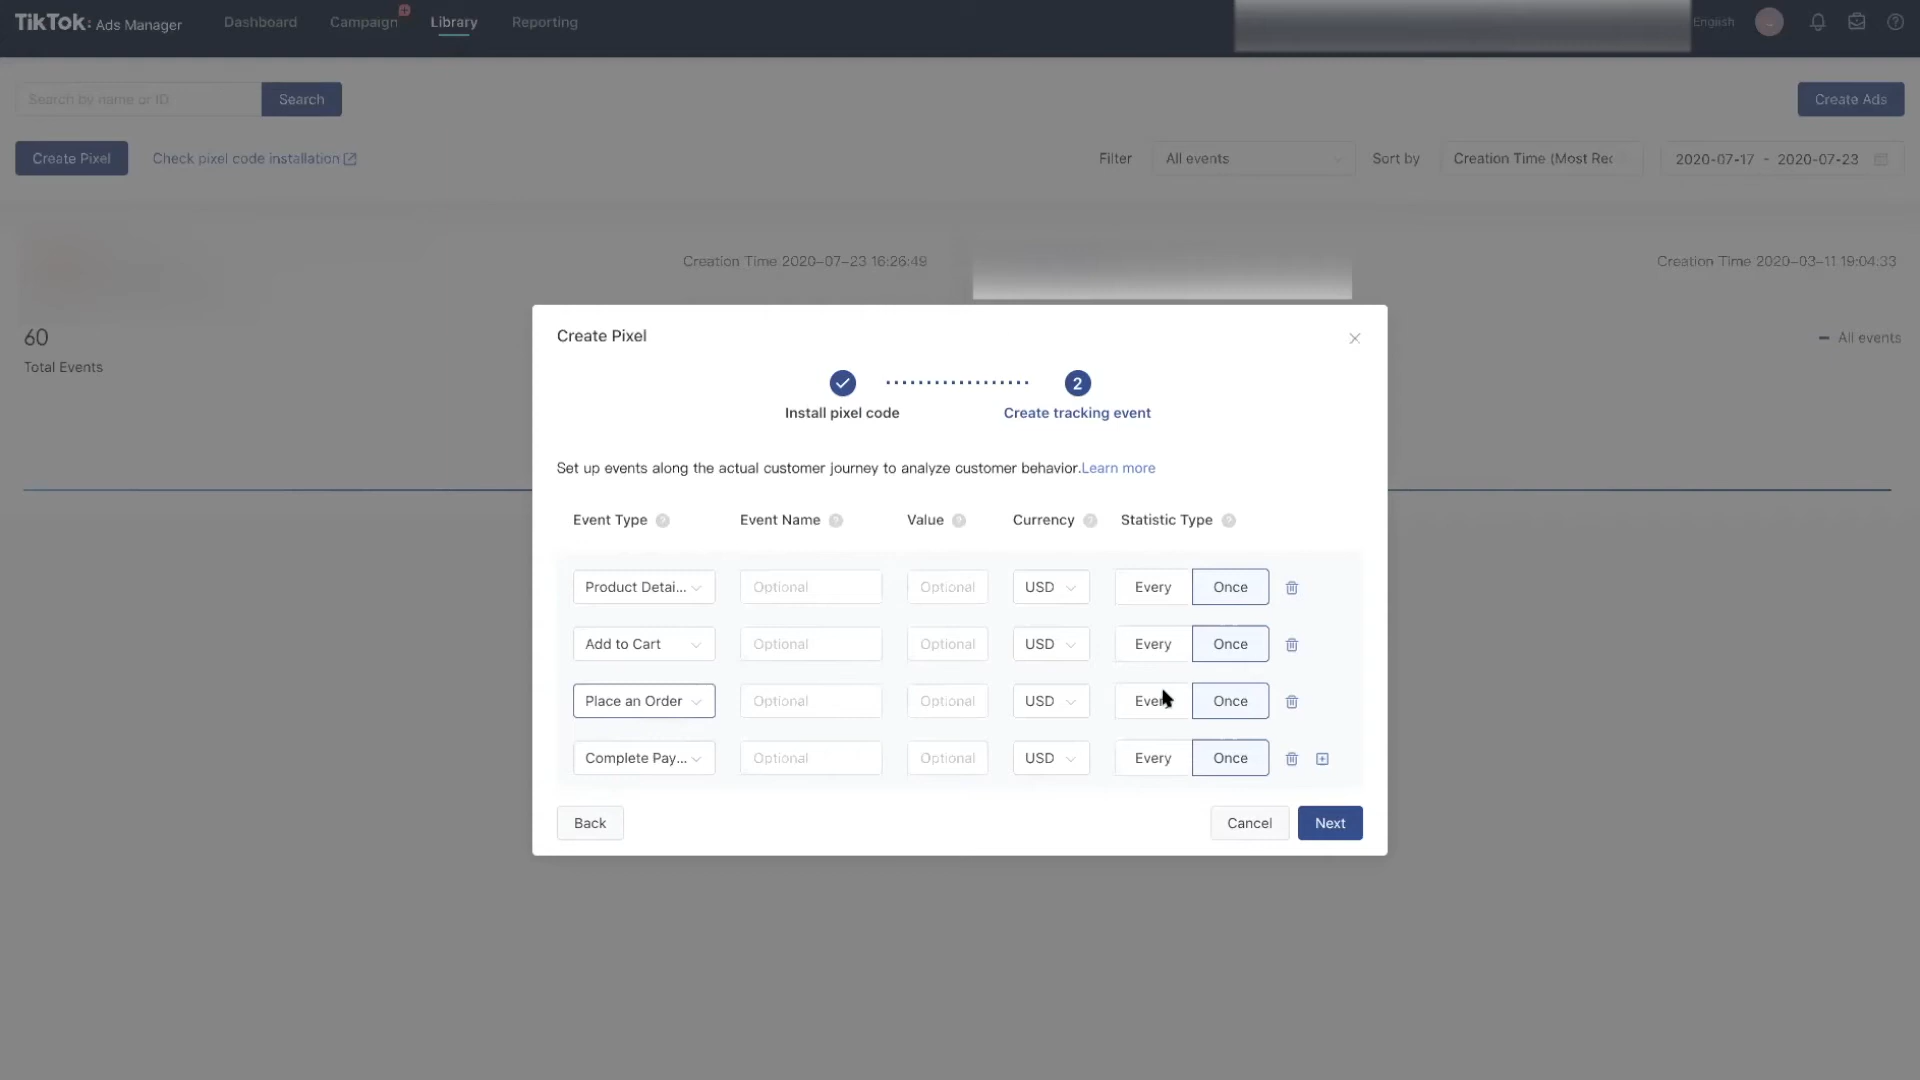 TikTok: Ads Manager
Dashboard
Campaign
Library
Reporting
English
Search by name or ID
Search
Create Ads
Create Pixel
Check pixel code installation
Filter
All events
Sort by
Creation Time (Most Rec
2020-07-17 - 2020-07-23
Creation Time 2020-07-23 16:26:49
Creation Time 2020-03-11 19:04:33
60
Total Events
All events
Create Pixel
2
Install pixel code
Create tracking event
Set up events along the actual customer journey to analyze customer behavior.Learn more
Event Type
Event Name
Value
Currency
Statistic Type
Product Detai...
Optional
Optional
USD
Every
Once
Add to Cart
Optional
Optional
USD
Every
Once
Place an Order
Optional
Optional
USD
Every
Once
Complete Pay...
Optional
Optional
USD
Every
Once
Back
Cancel
Next